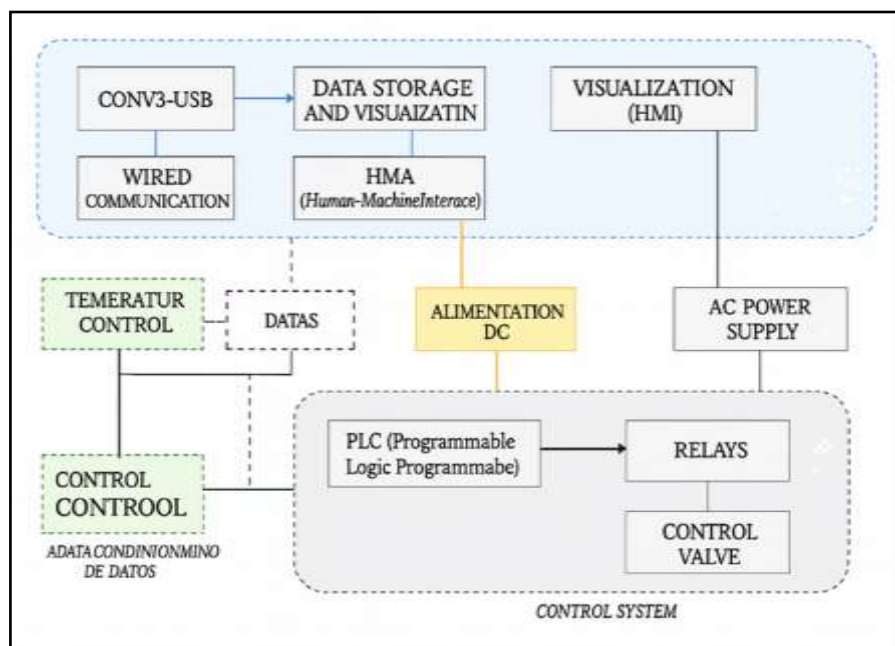 CONV3-USB
DATA STORAGE
AND VISUAIZATIN
VISUALIZATION
(HMI)
WIRED
COMMUNICATION
HMA
(Human-MachineInterace)
TEMERATUR
CONTROL
DATAS
ALIMENTATION
DC
AC POWER
SUPPLY
PLC (Programmable
Logic Programmabe)
RELAYS
CONTROL
CONTROOL
CONTROL
VALVE
ADATA CONDINIONMINO
DE DATOS
CONTROL SYSTEM